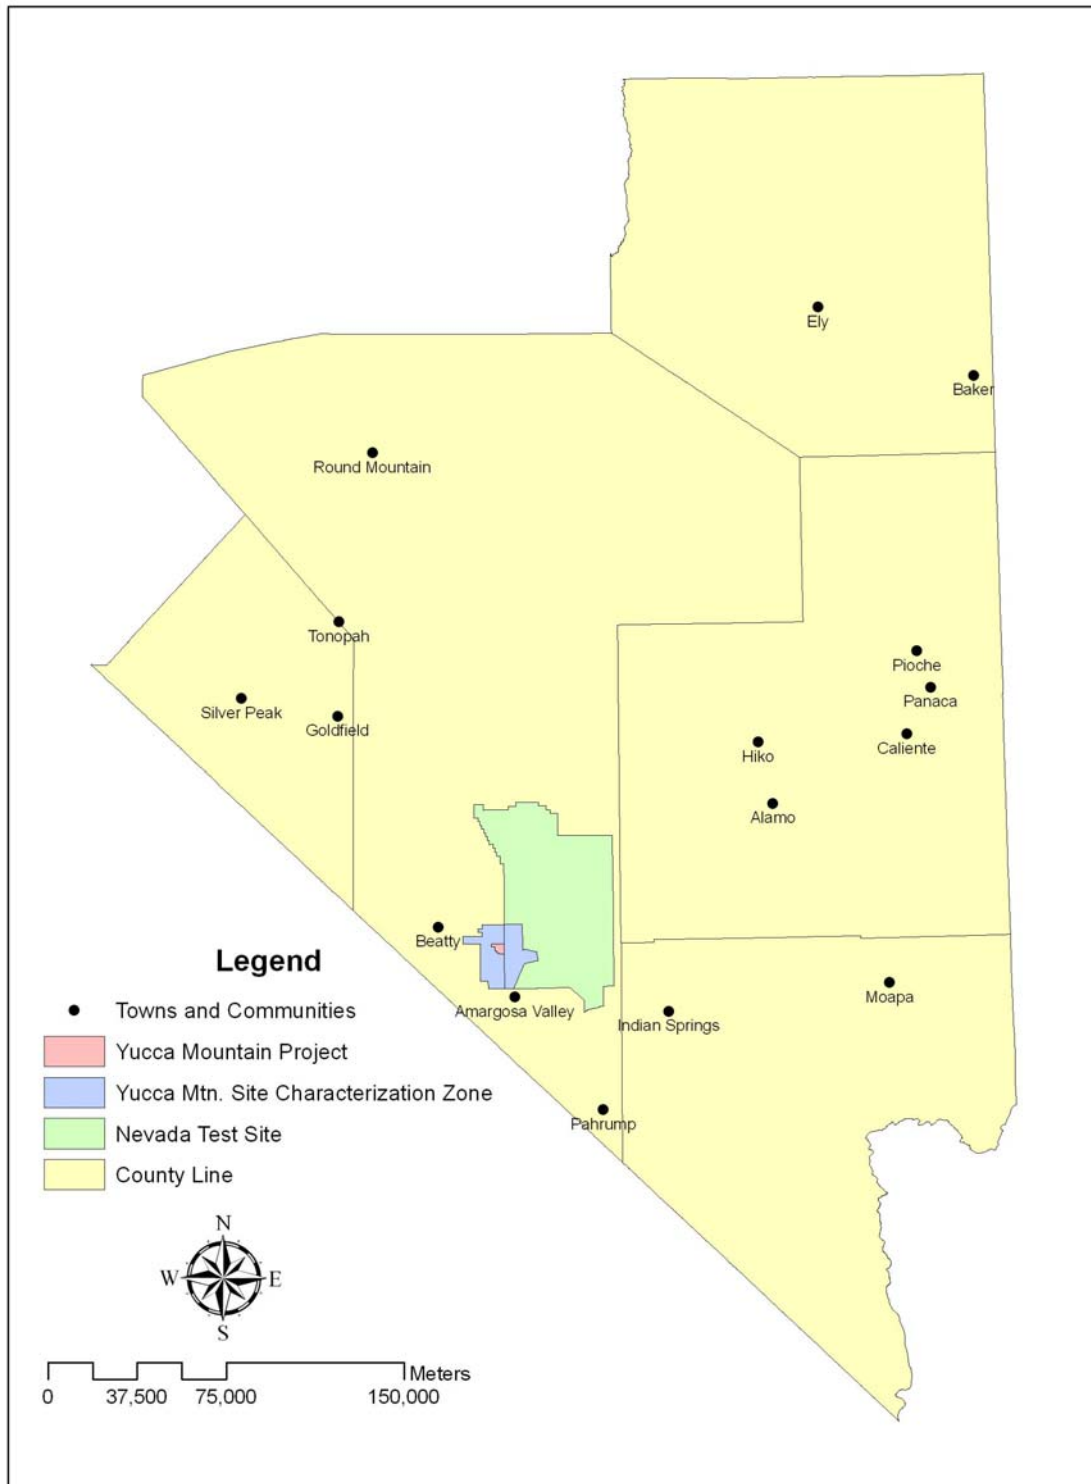 Ely
Baker
Round Mountain
Tonopah
Pioche
Panaca
Silver Peak
Goldfield
Caliente
Hiko
Alamo
Beatty
Legend
Towns and Communities
Amargosa Valley
Moapa
Indian Springs
Yucca Mountain Project
Yucca Mtn. Site Characterization Zone
Pahrump
Nevada Test Site
County Line
N
W E
S
Meters
0 37,500 75,000 150,000